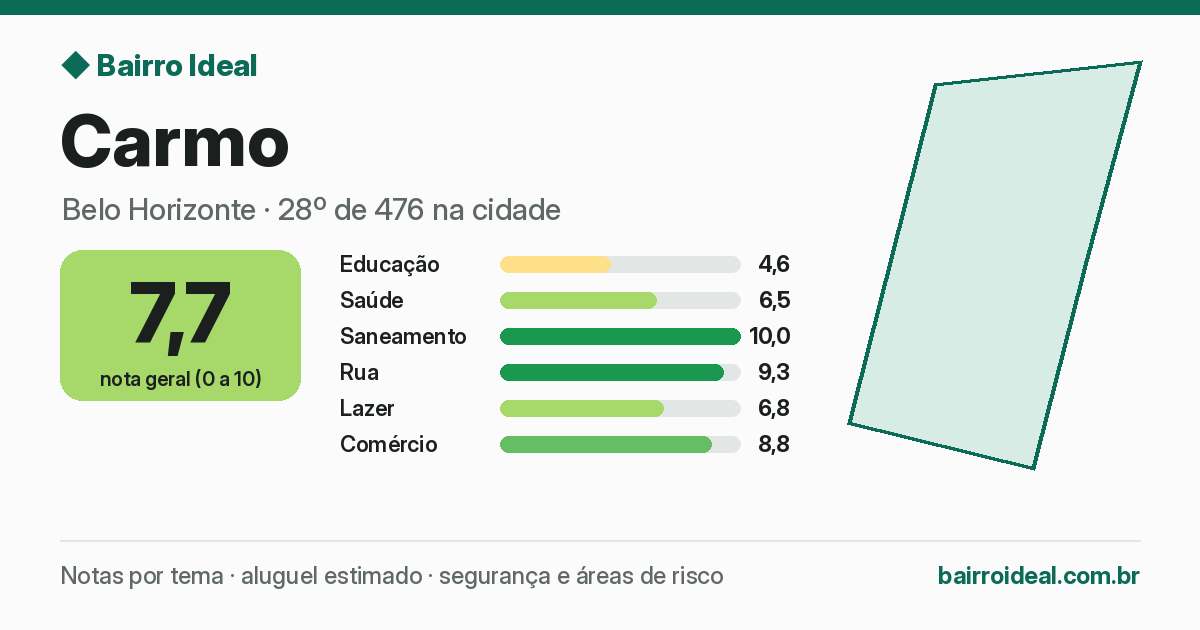 Bairro Ideal
Carmo
Belo Horizonte · 28º de 476 na cidade
7,7
nota geral (0 a 10)
Educação 4,6
Saúde 6,5
Saneamento 10,0
Rua 9,3
Lazer 6,8
Comércio 8,8
Notas por tema · aluguel estimado · segurança e áreas de risco
bairroideal.com.br